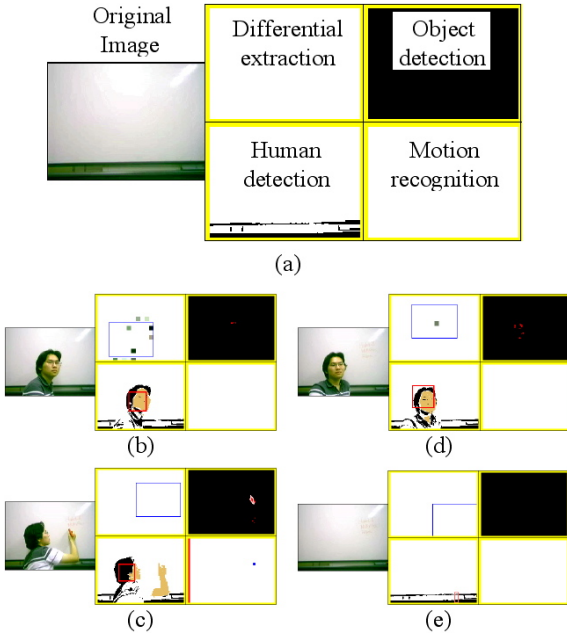 Original
Image
Differential
extraction
Object
detection
Human
detection
Motion
recognition
(a)
(b)
(d)
(c)
(e)